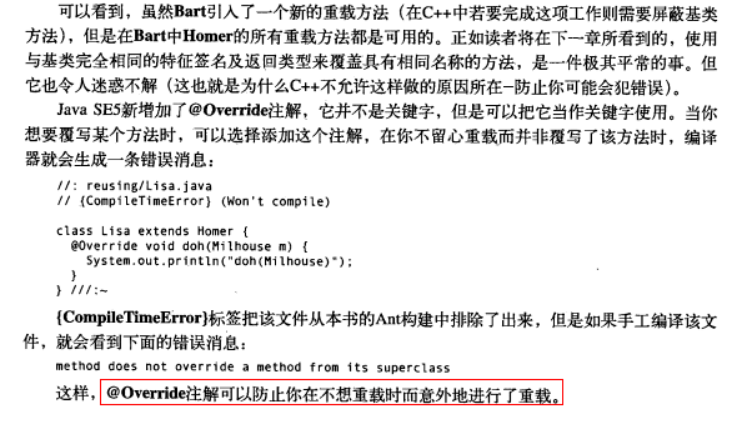 可以看到，虽然Bart引入了一个新的重载方法（在C++中若要完成这项工作则需要屏蔽基类
方法），但是在Bart中Homer的所有重载方法都是可用的。正如读者将在下一章所看到的，使用
与基类完全相同的特征签名及返回类型来覆盖具有相同名称的方法，是一件极其平常的事。但
它也令人迷惑不解（这也就是为什么C++不允许这样做的原因所在—防止你可能会犯错误）。
Java SE5新增加了@Override注解，它并不是关键字，但是可以把它当作关键字使用。当你
想要覆写某个方法时，可以选择添加这个注解，在你不留心重载而并非覆写了该方法时，编译
器就会生成一条错误消息：
//: reusing/Lisa.java
// {CompileTimeError} (Won't compile)
class Lisa extends Homer {
@Override void doh(Milhouse m) {
System.out.println("doh(Milhouse)");
}
} ///:~
{CompileTimeError}标签把该文件从本书的Ant构建中排除了出来，但是如果手工编译该文
件，就会看到下面的错误消息：
method does not override a method from its superclass
这样，@Override注解可以防止你在不想重载时而意外地进行了重载。